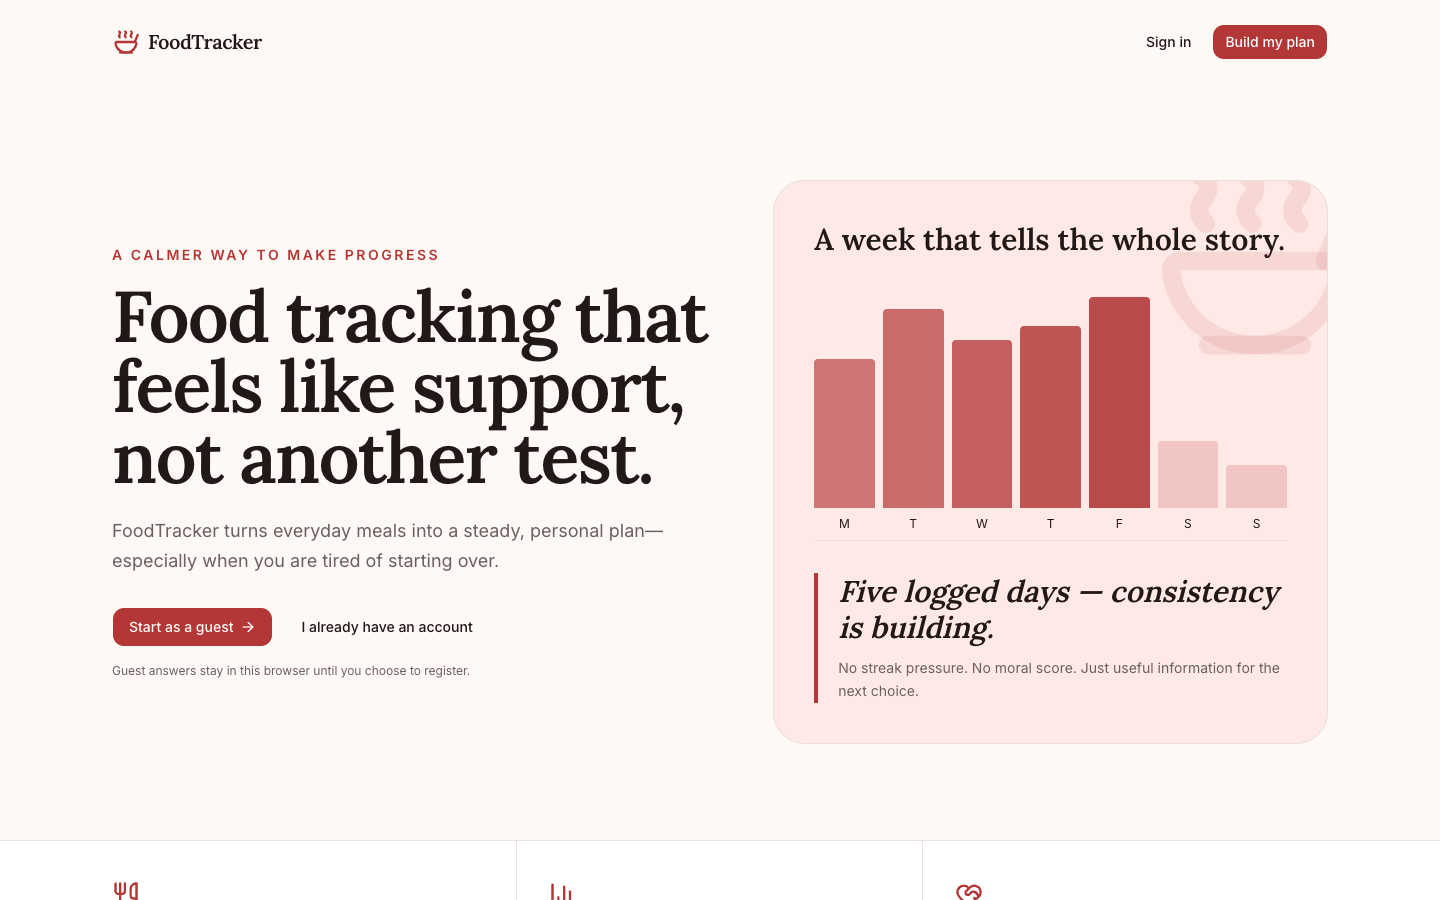 FoodTracker
Sign in
Build my plan
A CALMER WAY TO MAKE PROGRESS
Food tracking that
feels like support,
not another test.
FoodTracker turns everyday meals into a steady, personal plan—
especially when you are tired of starting over.
Start as a guest
I already have an account
Guest answers stay in this browser until you choose to register.
A week that tells the whole story.
M T W T F S S
Five logged days — consistency
is building.
No streak pressure. No moral score. Just useful information for the
next choice.